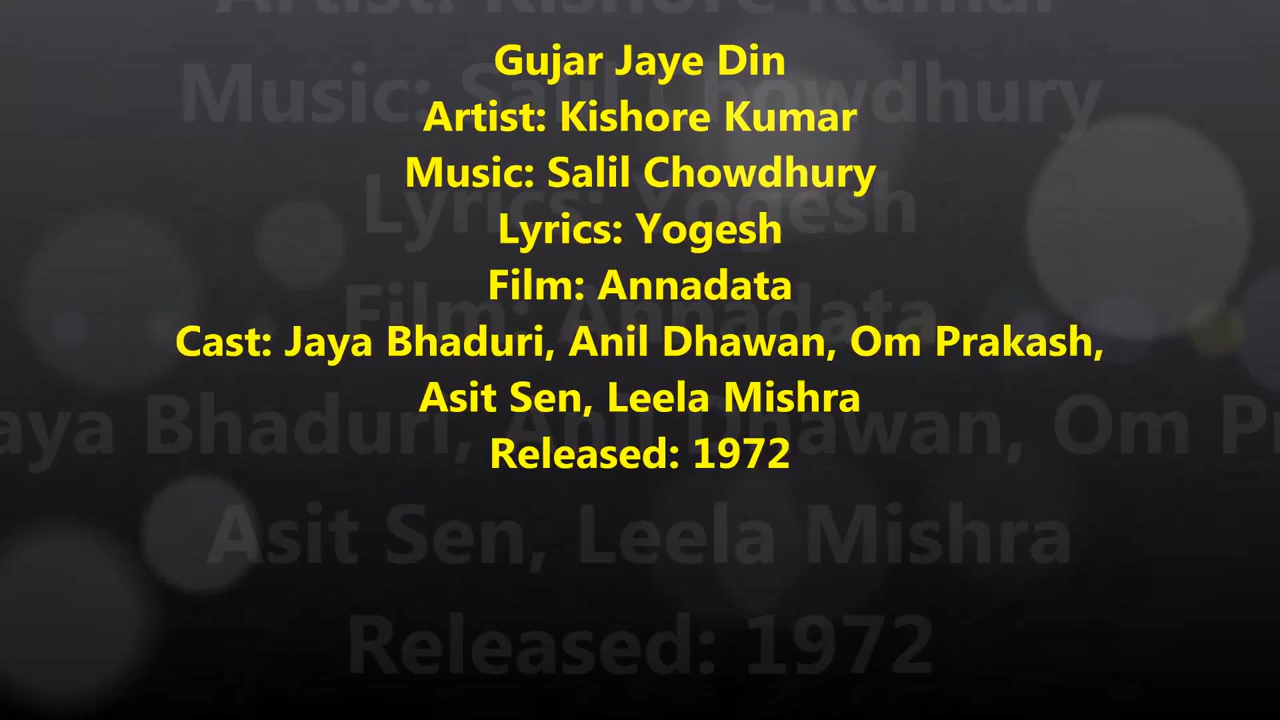 Gujar Jaye Din
Artist: Kishore Kumar
Music: Salil Chowdhury
Lyrics: Yogesh
Film: Annadata
Cast: Jaya Bhaduri, Anil Dhawan, Om Prakash,
Asit Sen, Leela Mishra
Released: 1972